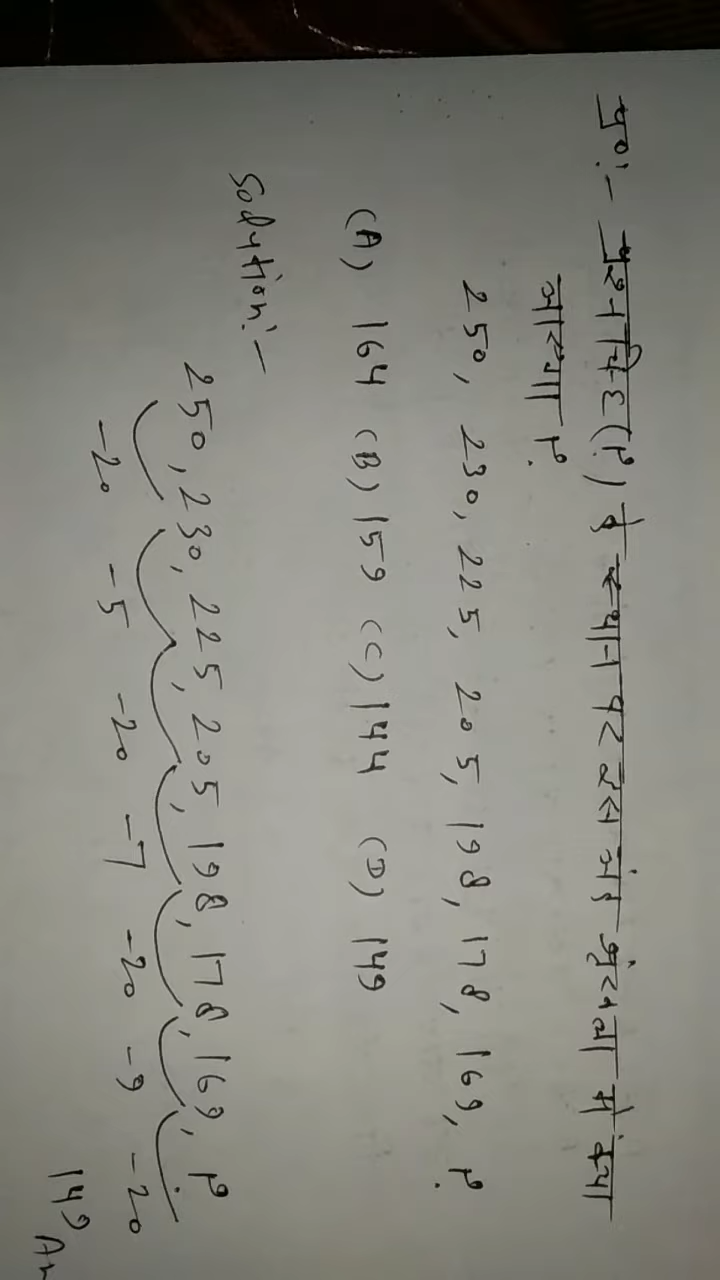 प्र०:- प्रश्न चिह (?) के स्थान पर इस अंक श्रृंखला में क्या
आएगा ?
250, 230, 225, 205, 198, 178, 169, ?
(A) 164 (B) 159 (C) 144 (D) 149
Solution:-
250, 230, 225, 205, 198, 178, 169, ?
-20 -5 -20 -7 -20 -9 -20
149 An